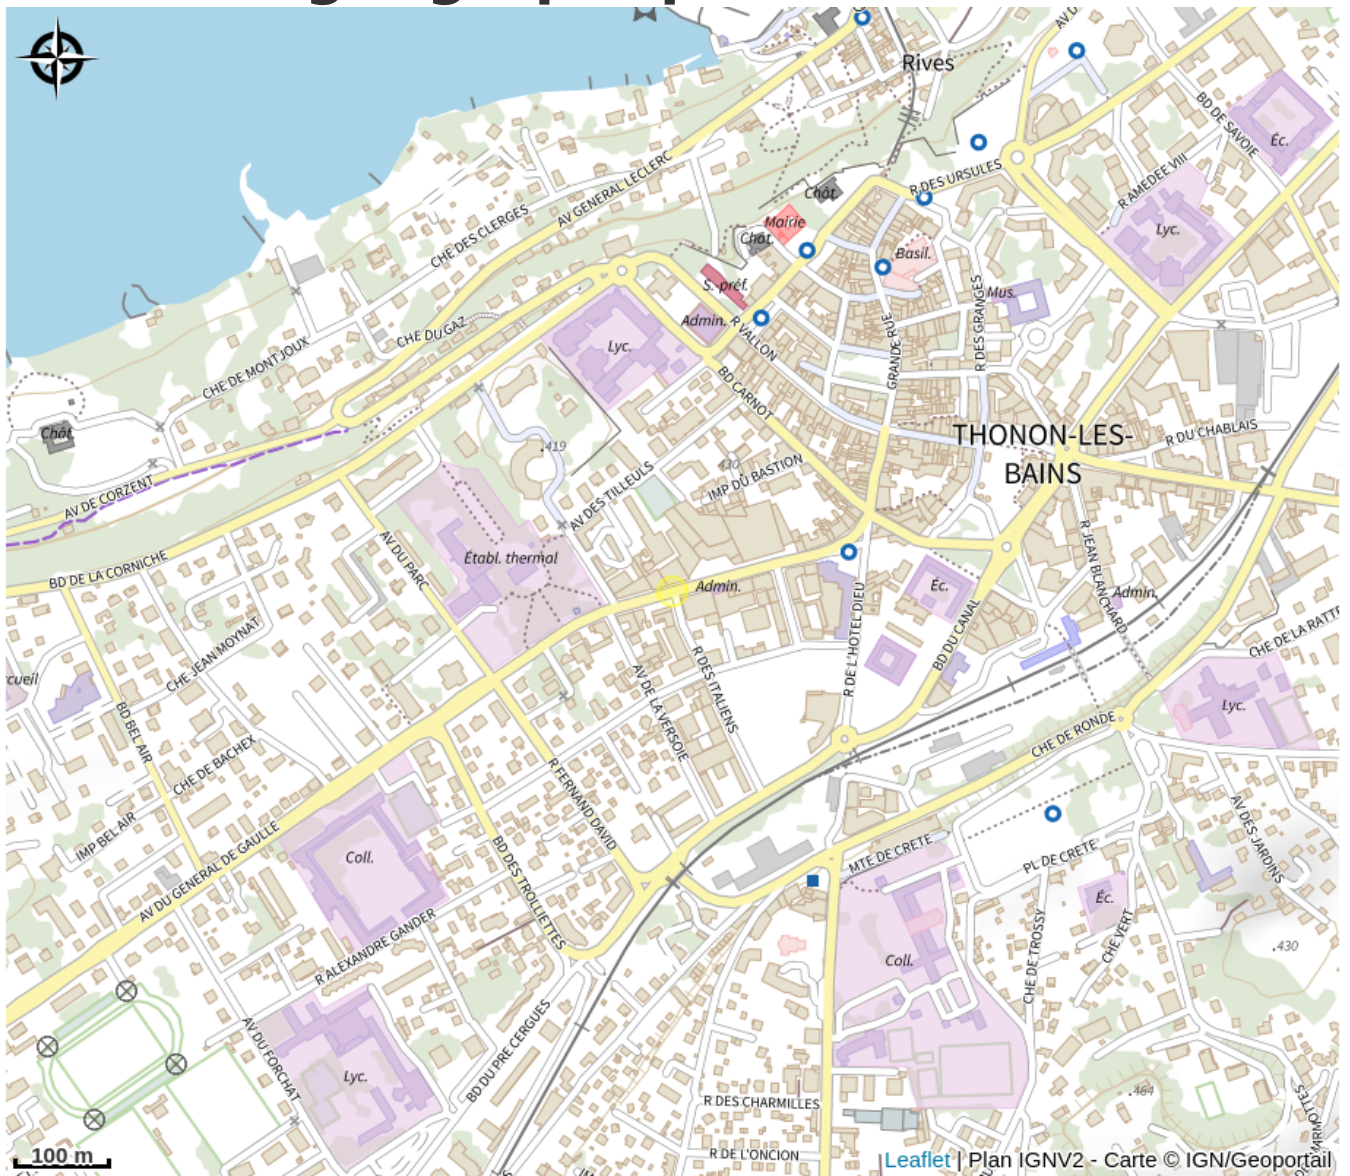 Rives
AV D
BD DE SAVOIE
Éc.
R DES URSULES
R AMEDEE VIII
AV GENERAL LECLERC
Chât.
Mairie
Chât.
CHE DES CLERGES
Lyc.
Basil.
S.-préf.
Mus.
Admin.
R VALLON
R DES GRANGES
GRANDE RUE
CHE DU GAZ
Lyc.
CHE DE MONTJOUX
BD CARNOT
Chât.
THONON-LES-
BAINS
R DU CHABLAIS
.419
430
IMP DU BASTION
AV DES TILLEULS
AV DE CORZENT
R JEAN BLANCHARD
AV DU PARC
Établ. thermal
BD DE LA CORNICHE
Admin.
Éc.
Admin.
R DE L'HOTEL DIEU
BD DU CANAL
CHE DE LA RATTE
CHE JEAN MOYNAT
cueil
R DES ITALIENS
AV DE LA VERSOIE
BD BEL AIR
Lyc.
CHE DE RONDE
CHE DE BACHEX
R FERNAND DAVID
AV DES JARDINS
IMP BEL AIR
BD DES TROLLIETTES
MTE DE CRETE
PL DE CRETE
Coll.
AV DU GENERAL DE GAULLE
Éc.
CHE VERT
CHE DE TROSSY
R ALEXANDRE GANDER
.430
Coll.
AV DU FORCHAT
BD DU PRE CERGUES
Lyc.
.464
R DES CHARMILLES
MARMOTTES
R DE L'ONCION
100 m
Leaflet | Plan IGNV2 - Carte © IGN/Geoportail